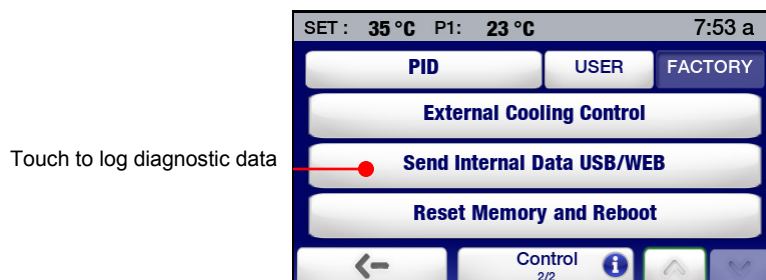 SET : 35 °C P1: 23 °C 7:53 a
PID USER FACTORY
External Cooling Control
Touch to log diagnostic data
Send Internal Data USB/WEB
Reset Memory and Reboot
Control
2/2